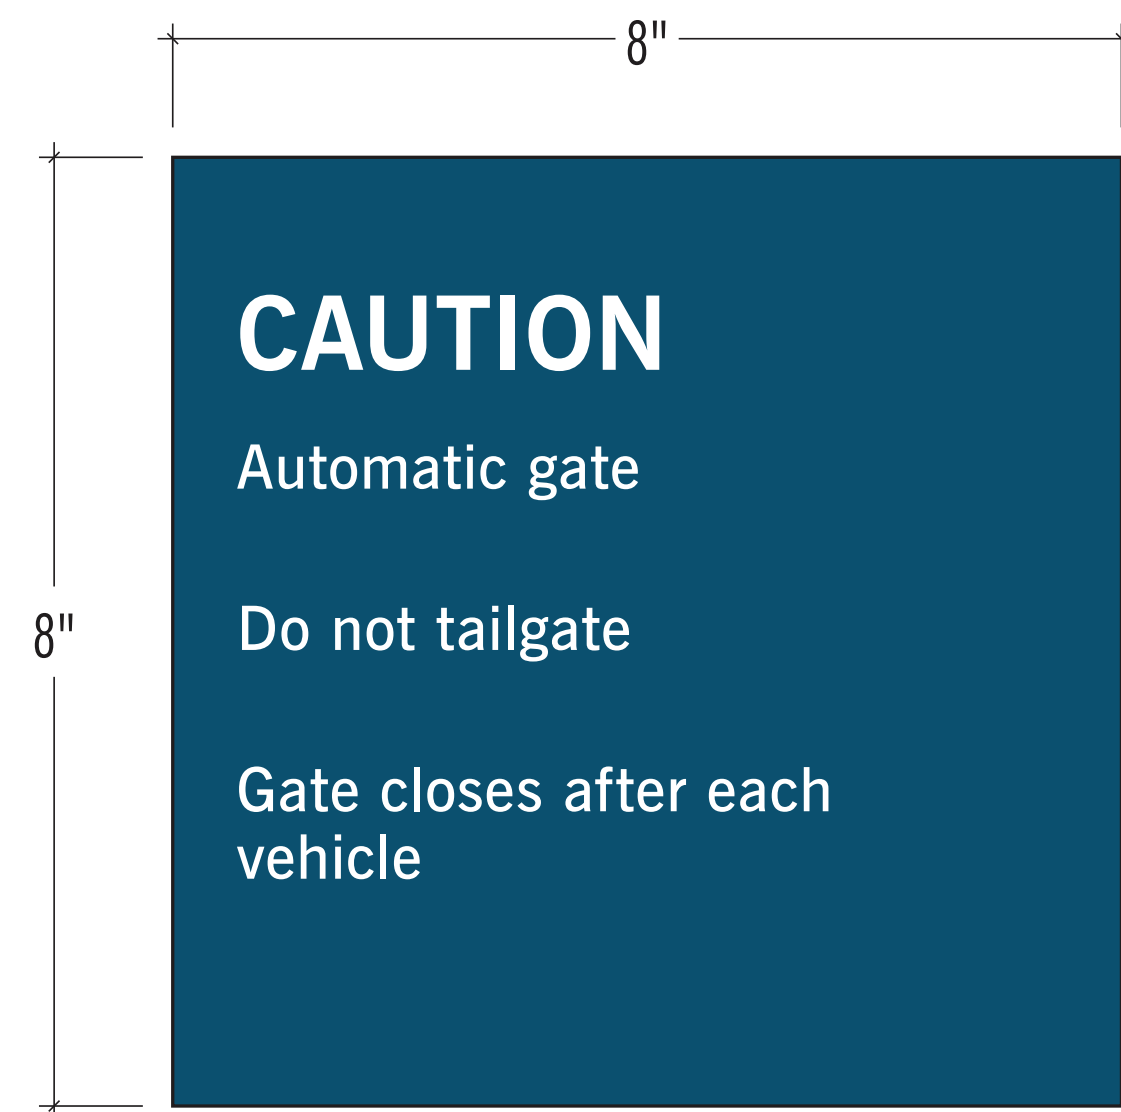 8"
8"
CAUTION
Automatic gate
Do not tailgate
Gate closes after each
vehicle